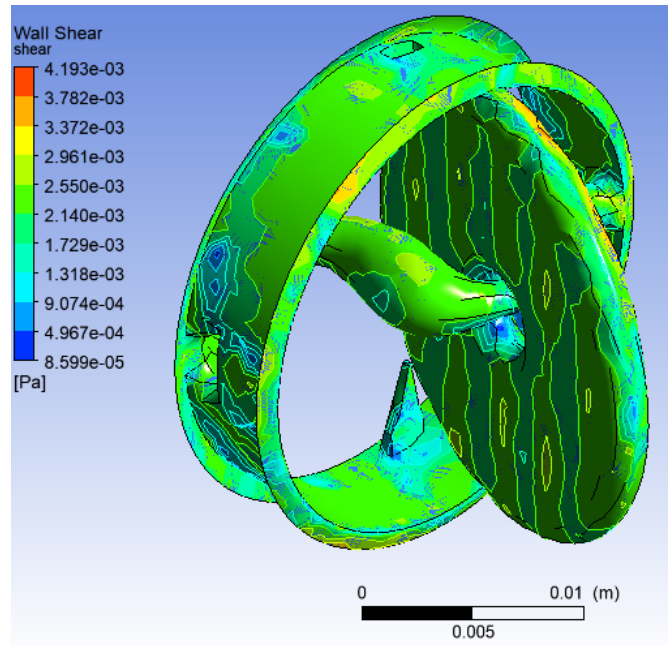 Wall Shear
shear
4.193e-03
3.782e-03
3.372e-03
2.961e-03
2.550e-03
2.140e-03
1.729e-03
1.318e-03
9.074e-04
4.967e-04
8.599e-05
[Pa]
0 0.01 (m)
0.005